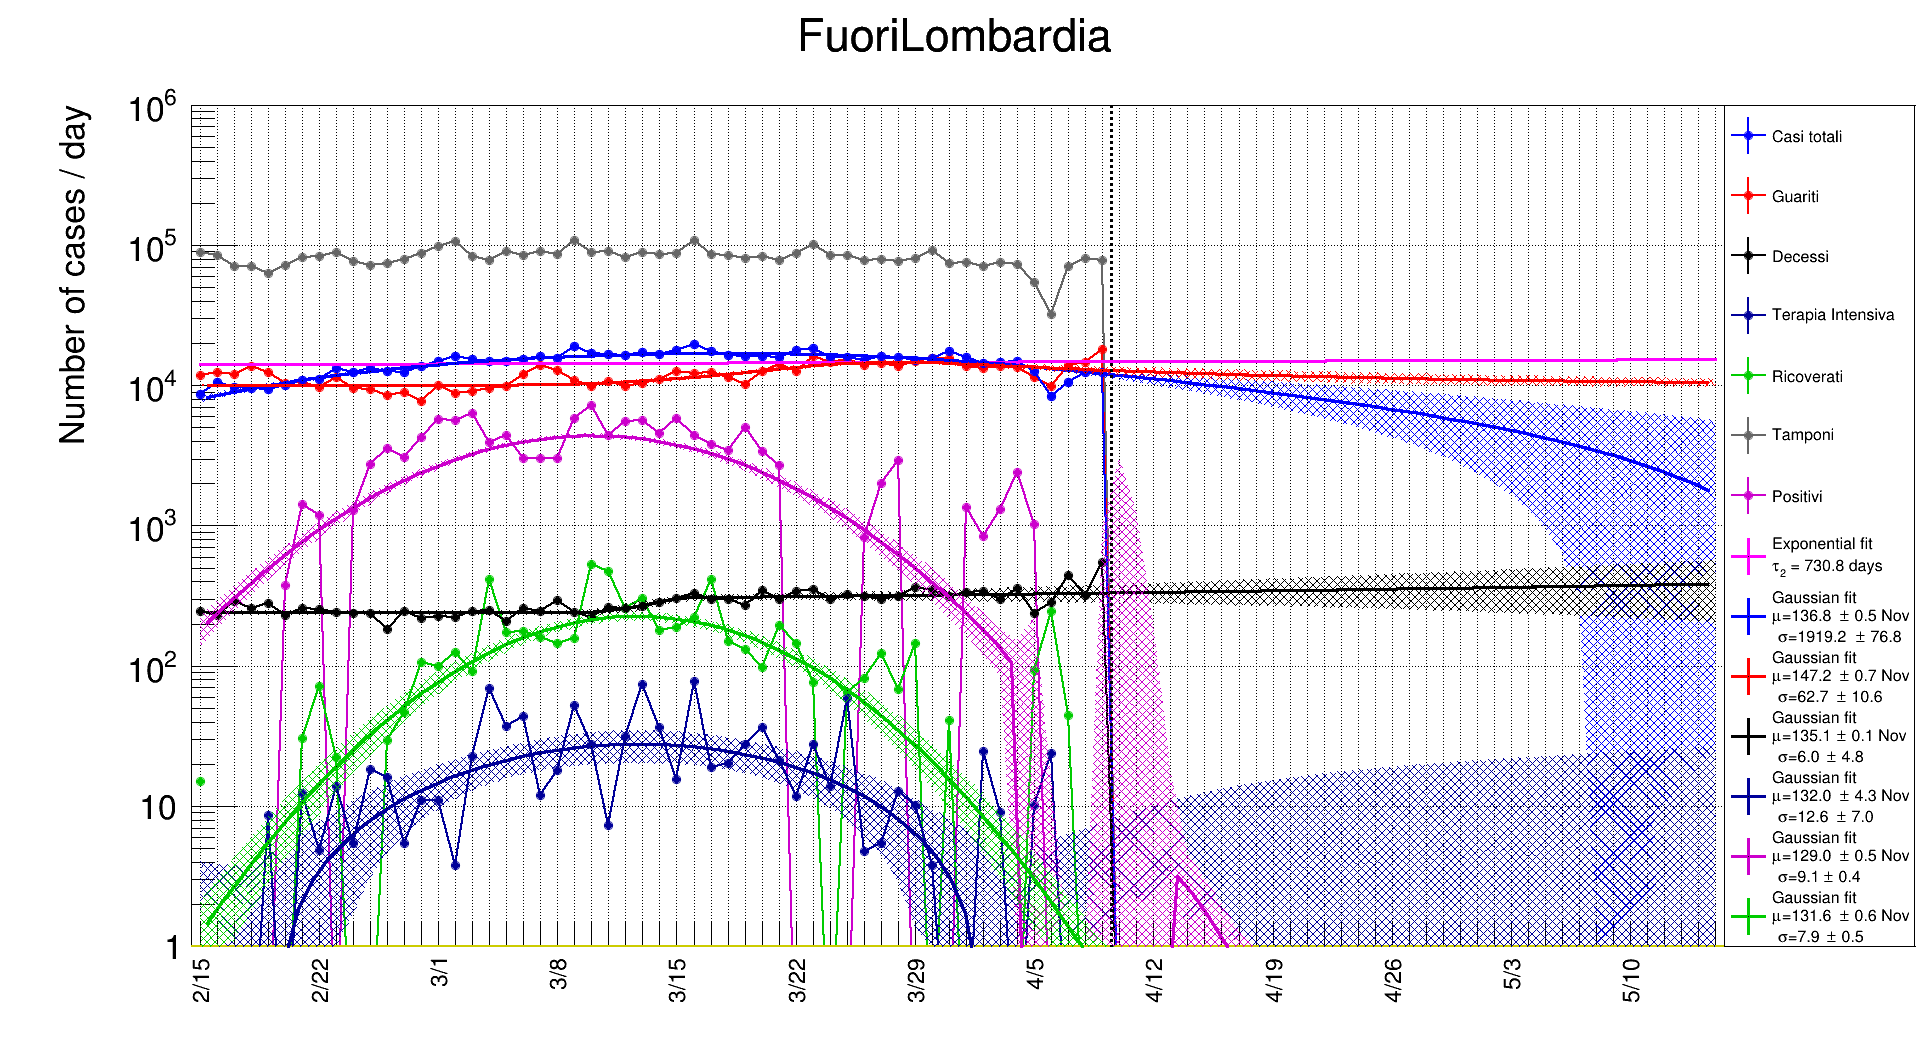 FuoriLombardia
Number of cases / day
10^6
10^5
10^4
10^3
10^2
10
1
2/15
2/22
3/1
3/8
3/15
3/22
3/29
4/5
4/12
4/19
4/26
5/3
5/10
Casi totali
Guariti
Decessi
Terapia Intensiva
Ricoverati
Tamponi
Positivi
Exponential fit
τ₂ = 730.8 days
Gaussian fit
μ=136.8 ± 0.5 Nov
σ=1919.2 ± 76.8
Gaussian fit
μ=147.2 ± 0.7 Nov
σ=62.7 ± 10.6
Gaussian fit
μ=135.1 ± 0.1 Nov
σ=6.0 ± 4.8
Gaussian fit
μ=132.0 ± 4.3 Nov
σ=12.6 ± 7.0
Gaussian fit
μ=129.0 ± 0.5 Nov
σ=9.1 ± 0.4
Gaussian fit
μ=131.6 ± 0.6 Nov
σ=7.9 ± 0.5